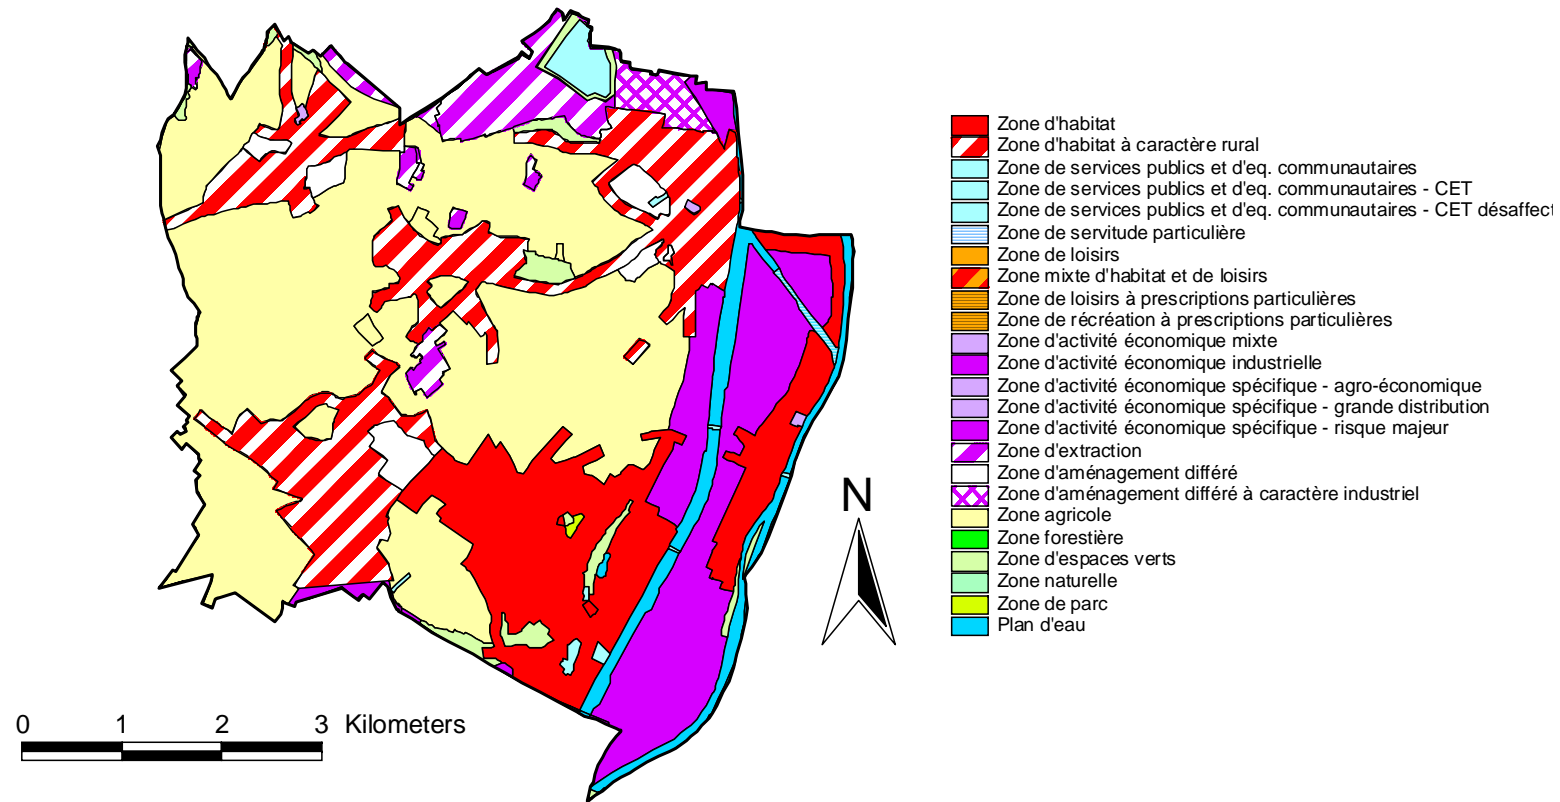 Zone d'habitat
Zone d'habitat à caractère rural
Zone de services publics et d'eq. communautaires
Zone de services publics et d'eq. communautaires - CET
Zone de services publics et d'eq. communautaires - CET désaffect
Zone de servitude particulière
Zone de loisirs
Zone mixte d'habitat et de loisirs
Zone de loisirs à prescriptions particulières
Zone de récréation à prescriptions particulières
Zone d'activité économique mixte
Zone d'activité économique industrielle
Zone d'activité économique spécifique - agro-économique
Zone d'activité économique spécifique - grande distribution
Zone d'activité économique spécifique - risque majeur
Zone d'extraction
Zone d'aménagement différé
Zone d'aménagement différé à caractère industriel
Zone agricole
Zone forestière
Zone d'espaces verts
Zone naturelle
Zone de parc
Plan d'eau
N
0 1 2 3 Kilometers